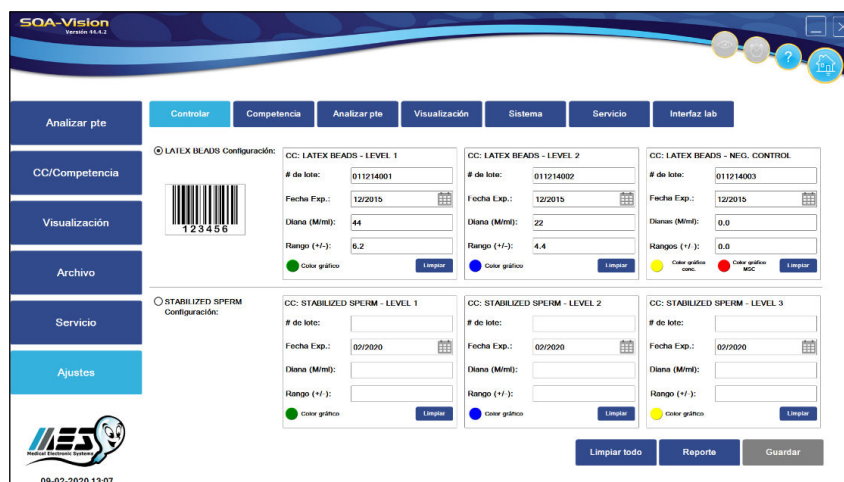 SQA-Vision
Versión 44.4.2
?
Analizar pte
CC/Competencia
Visualización
Archivo
Servicio
Ajustes
MES
Medical Electronic Systems
09-02-2020 13:07
Controlar Competencia Analizar pte Visualización Sistema Servicio Interfaz lab
LATEX BEADS Configuración:
123456
CC: LATEX BEADS - LEVEL 1
# de lote: 011214001
Fecha Exp.: 12/2015
Diana (M/ml): 44
Rango (+/-): 6.2
Color gráfico Limpiar
CC: LATEX BEADS - LEVEL 2
# de lote: 011214002
Fecha Exp.: 12/2015
Diana (M/ml): 22
Rango (+/-): 4.4
Color gráfico Limpiar
CC: LATEX BEADS - NEG. CONTROL
# de lote: 011214003
Fecha Exp.: 12/2015
Dianas (M/ml): 0.0
Rangos (+/-): 0.0
Color gráfico conc. Color gráfico MSC Limpiar
STABILIZED SPERM
Configuración:
CC: STABILIZED SPERM - LEVEL 1
# de lote:
Fecha Exp.: 02/2020
Diana (M/ml):
Rango (+/-):
Color gráfico Limpiar
CC: STABILIZED SPERM - LEVEL 2
# de lote:
Fecha Exp.: 02/2020
Diana (M/ml):
Rango (+/-):
Color gráfico Limpiar
CC: STABILIZED SPERM - LEVEL 3
# de lote:
Fecha Exp.: 02/2020
Diana (M/ml):
Rango (+/-):
Color gráfico Limpiar
Limpiar todo Reporte Guardar